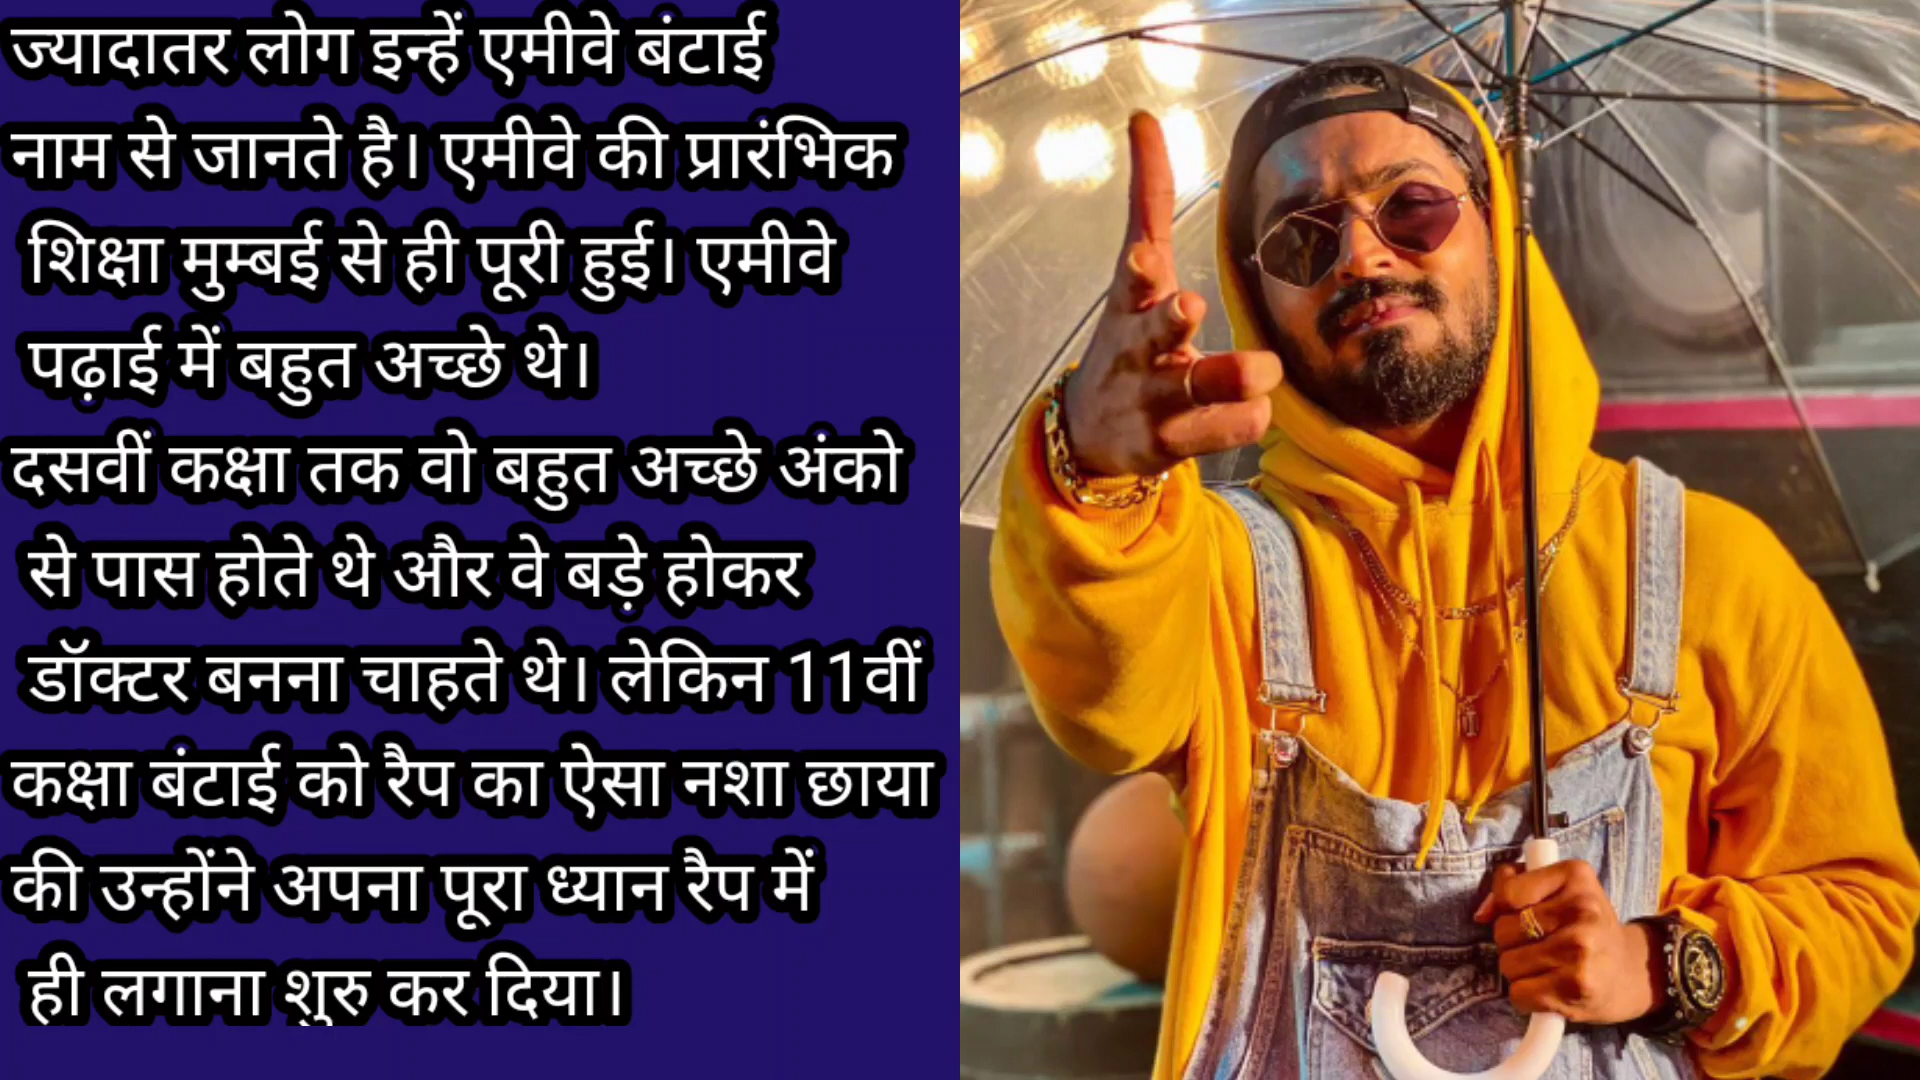 ज्यादातर लोग इन्हें एमीवे बंटाई
नाम से जानते है। एमीवे की प्रारंभिक
शिक्षा मुम्बई से ही पूरी हुई। एमीवे
पढ़ाई में बहुत अच्छे थे।
दसवीं कक्षा तक वो बहुत अच्छे अंको
से पास होते थे और वे बड़े होकर
डॉक्टर बनना चाहते थे। लेकिन 11वीं
कक्षा बंटाई को रैप का ऐसा नशा छाया
की उन्होंने अपना पूरा ध्यान रैप में
ही लगाना शुरु कर दिया।